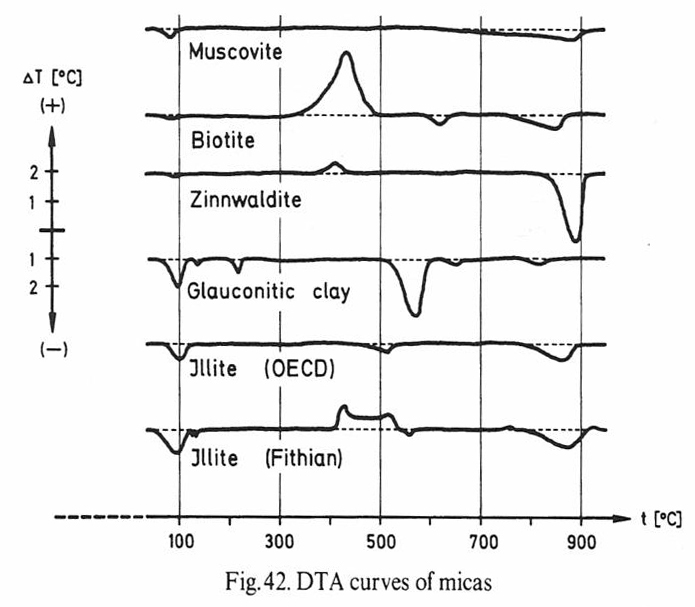 Muscovite
ΔT [°C]
(+)
Biotite
2
Zinnwaldite
1
1
Glauconitic clay
2
(−)
Jllite (OECD)
Jllite (Fithian)
t [°C]
100 300 500 700 900
Fig. 42. DTA curves of micas